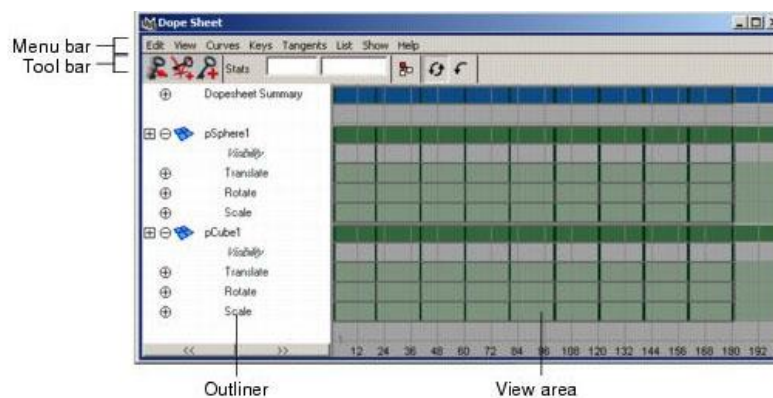 Dope Sheet
Menu bar
Edit View Curves Keys Tangents List Show Help
Tool bar
Stats
Dopesheet Summary
pSphere1
Visibility
Translate
Rotate
Scale
pCube1
Visibility
Translate
Rotate
Scale
<< >>
12 24 36 48 60 72 84 96 108 120 132 144 156 168 180 192
Outliner
View area